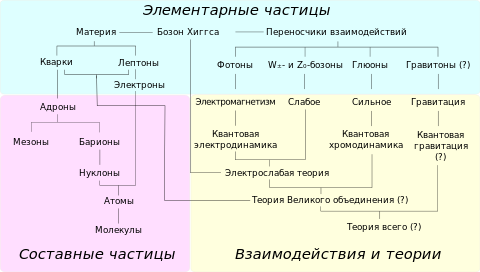 Элементарные частицы
Материя Бозон Хиггса Переносчики взаимодействий
Кварки Лептоны Фотоны W±- и Z0-бозоны Глюоны Гравитоны (?)
Электроны
Адроны Электромагнетизм Слабое Сильное Гравитация
Мезоны Барионы Квантовая электродинамика Квантовая хромодинамика Квантовая гравитация (?)
Нуклоны Электрослабая теория
Атомы Теория Великого объединения (?)
Молекулы Теория всего (?)
Составные частицы Взаимодействия и теории